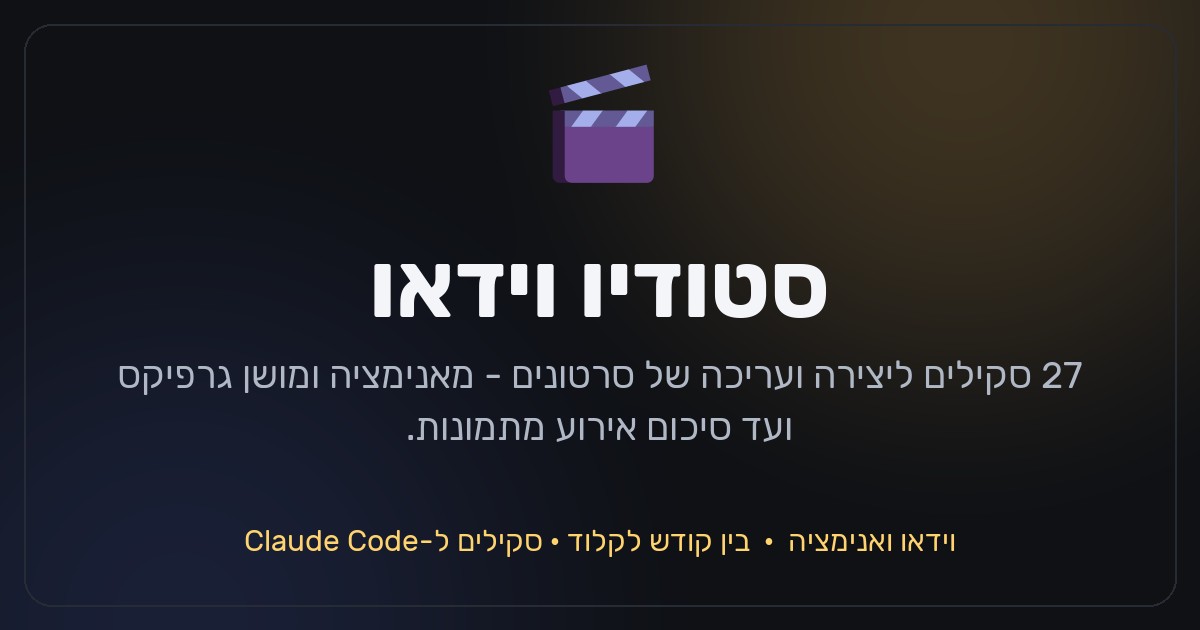 סטודיו וידאו
27 סקילים ליצירה ועריכה של סרטונים - מאנימציה ומושן גרפיקס
ועד סיכום אירוע מתמונות.
וידאו ואנימציה • בין קודש לקלוד • סקילים ל-Claude Code